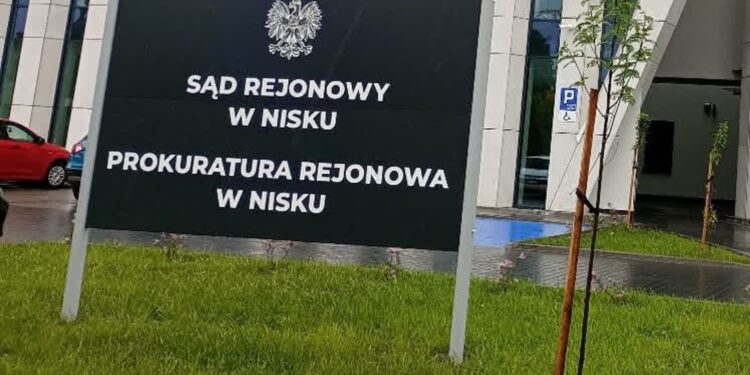 SĄD REJONOWY
W NISKU
PROKURATURA REJONOWA
W NISKU
P